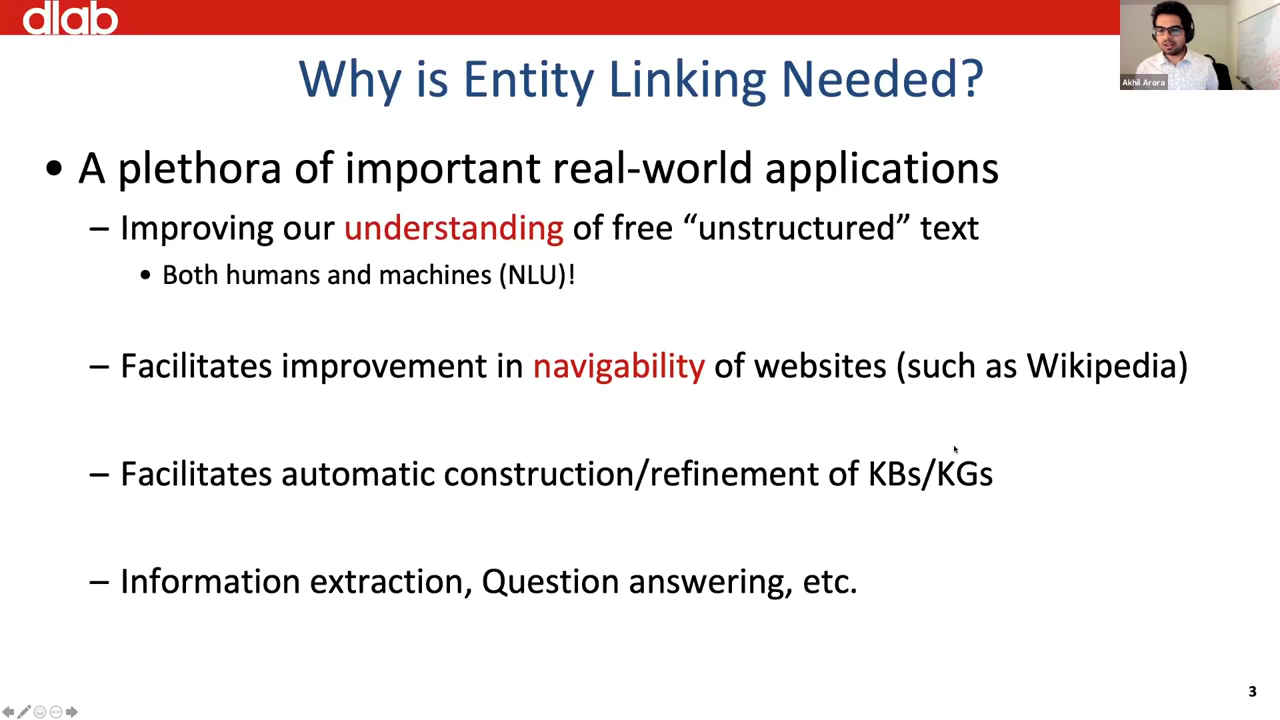 dlab
Akhil Arora
Why is Entity Linking Needed?
• A plethora of important real-world applications
– Improving our understanding of free “unstructured” text
• Both humans and machines (NLU)!
– Facilitates improvement in navigability of websites (such as Wikipedia)
– Facilitates automatic construction/refinement of KBs/KGs
– Information extraction, Question answering, etc.
3